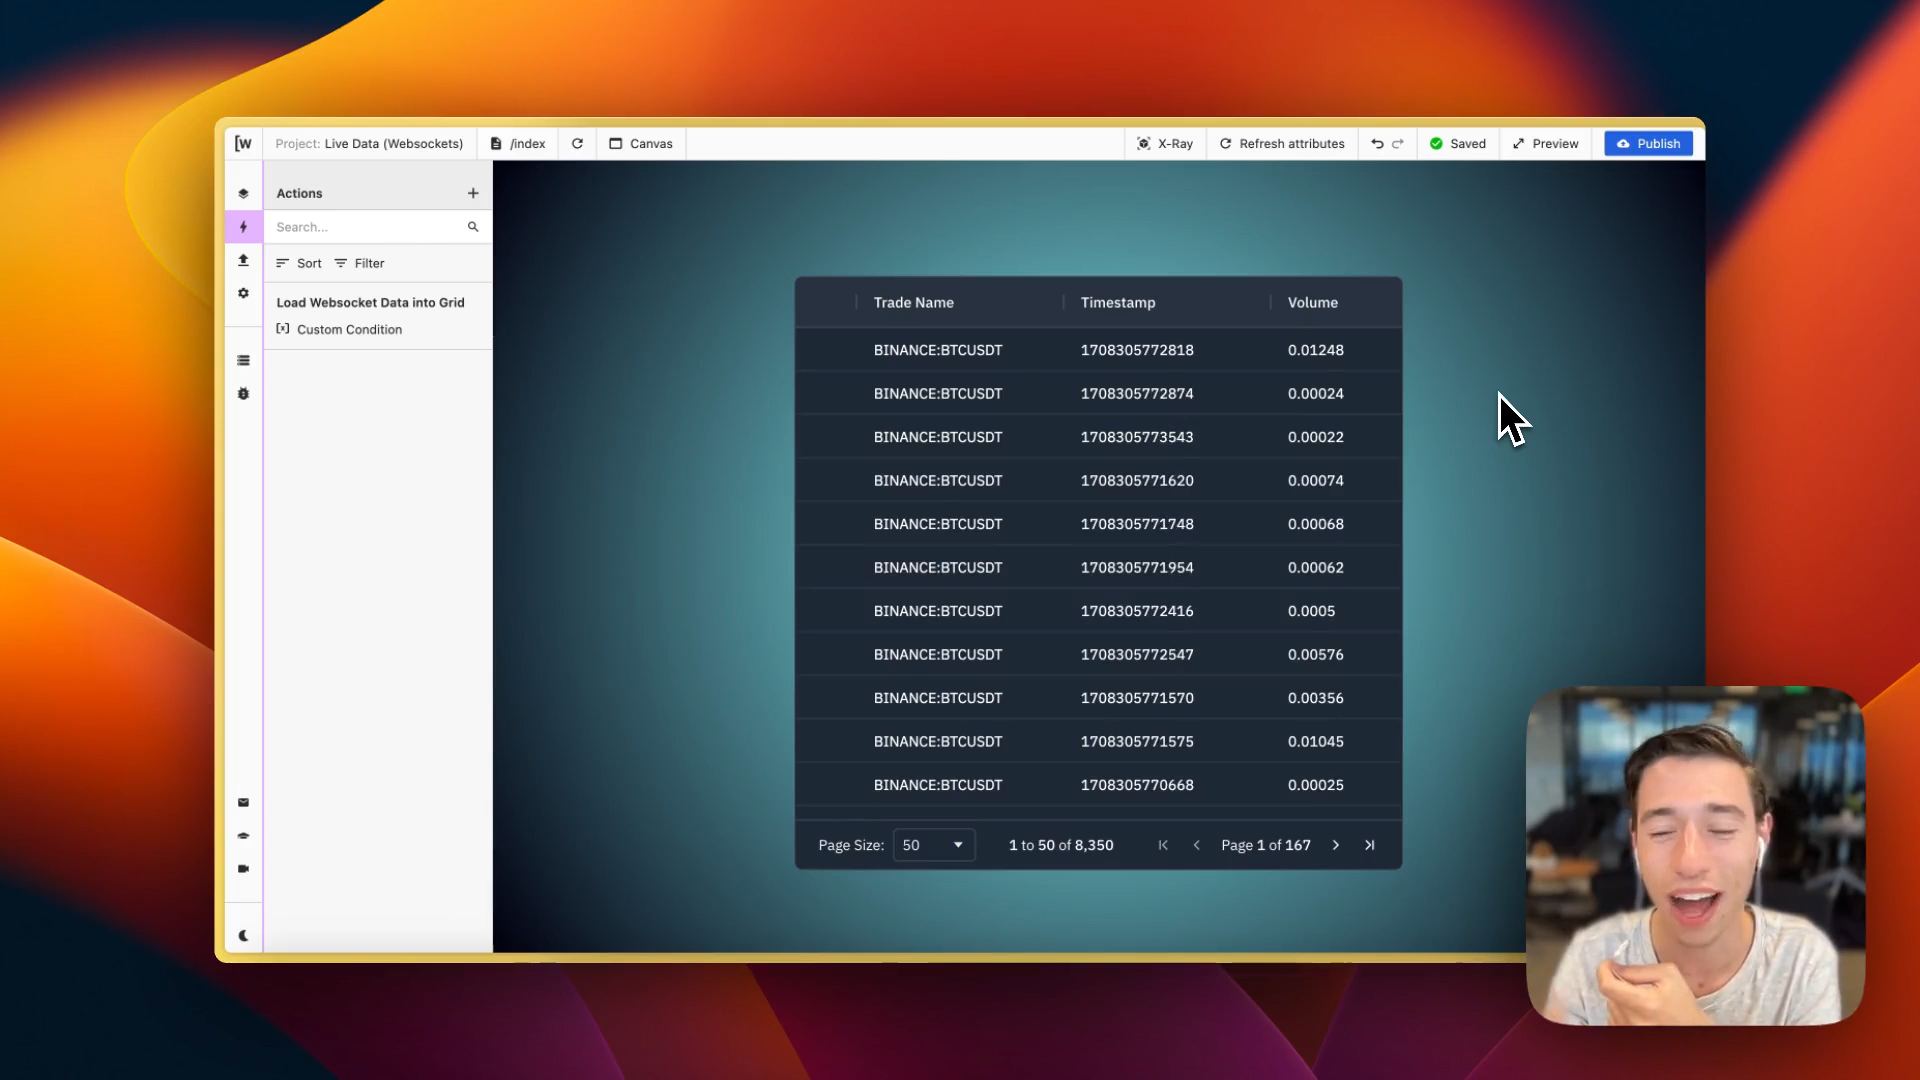 [w
Project: Live Data (Websockets)
/index
Canvas
X-Ray
Refresh attributes
Saved
Preview
Publish
Actions
Search...
Sort
Filter
Load Websocket Data into Grid
Custom Condition
Trade Name Timestamp Volume
BINANCE:BTCUSDT 1708305772818 0.01248
BINANCE:BTCUSDT 1708305772874 0.00024
BINANCE:BTCUSDT 1708305773543 0.00022
BINANCE:BTCUSDT 1708305771620 0.00074
BINANCE:BTCUSDT 1708305771748 0.00068
BINANCE:BTCUSDT 1708305771954 0.00062
BINANCE:BTCUSDT 1708305772416 0.0005
BINANCE:BTCUSDT 1708305772547 0.00576
BINANCE:BTCUSDT 1708305771570 0.00356
BINANCE:BTCUSDT 1708305771575 0.01045
BINANCE:BTCUSDT 1708305770668 0.00025
Page Size: 50 1 to 50 of 8,350 Page 1 of 167